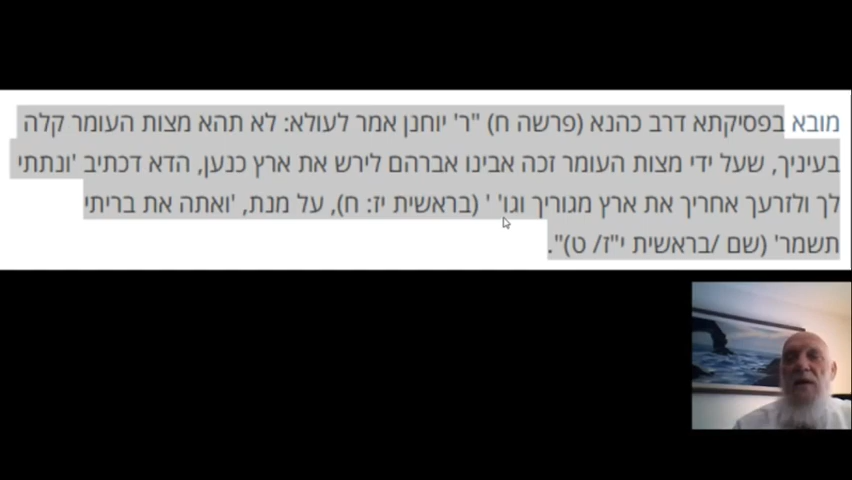 מובא בפסיקתא דרב כהנא (פרשה ח) "ר' יוחנן אמר לעולא: לא תהא מצות העומר קלה
בעיניך, שעל ידי מצות העומר זכה אבינו אברהם לירש את ארץ כנען, הדא דכתיב 'ונתתי
לך ולזרעך אחריך את ארץ מגוריך וגו' ' (בראשית יז: ח), על מנת, 'ואתה את בריתי
תשמר' (שם /בראשית י"ז/ ט)".